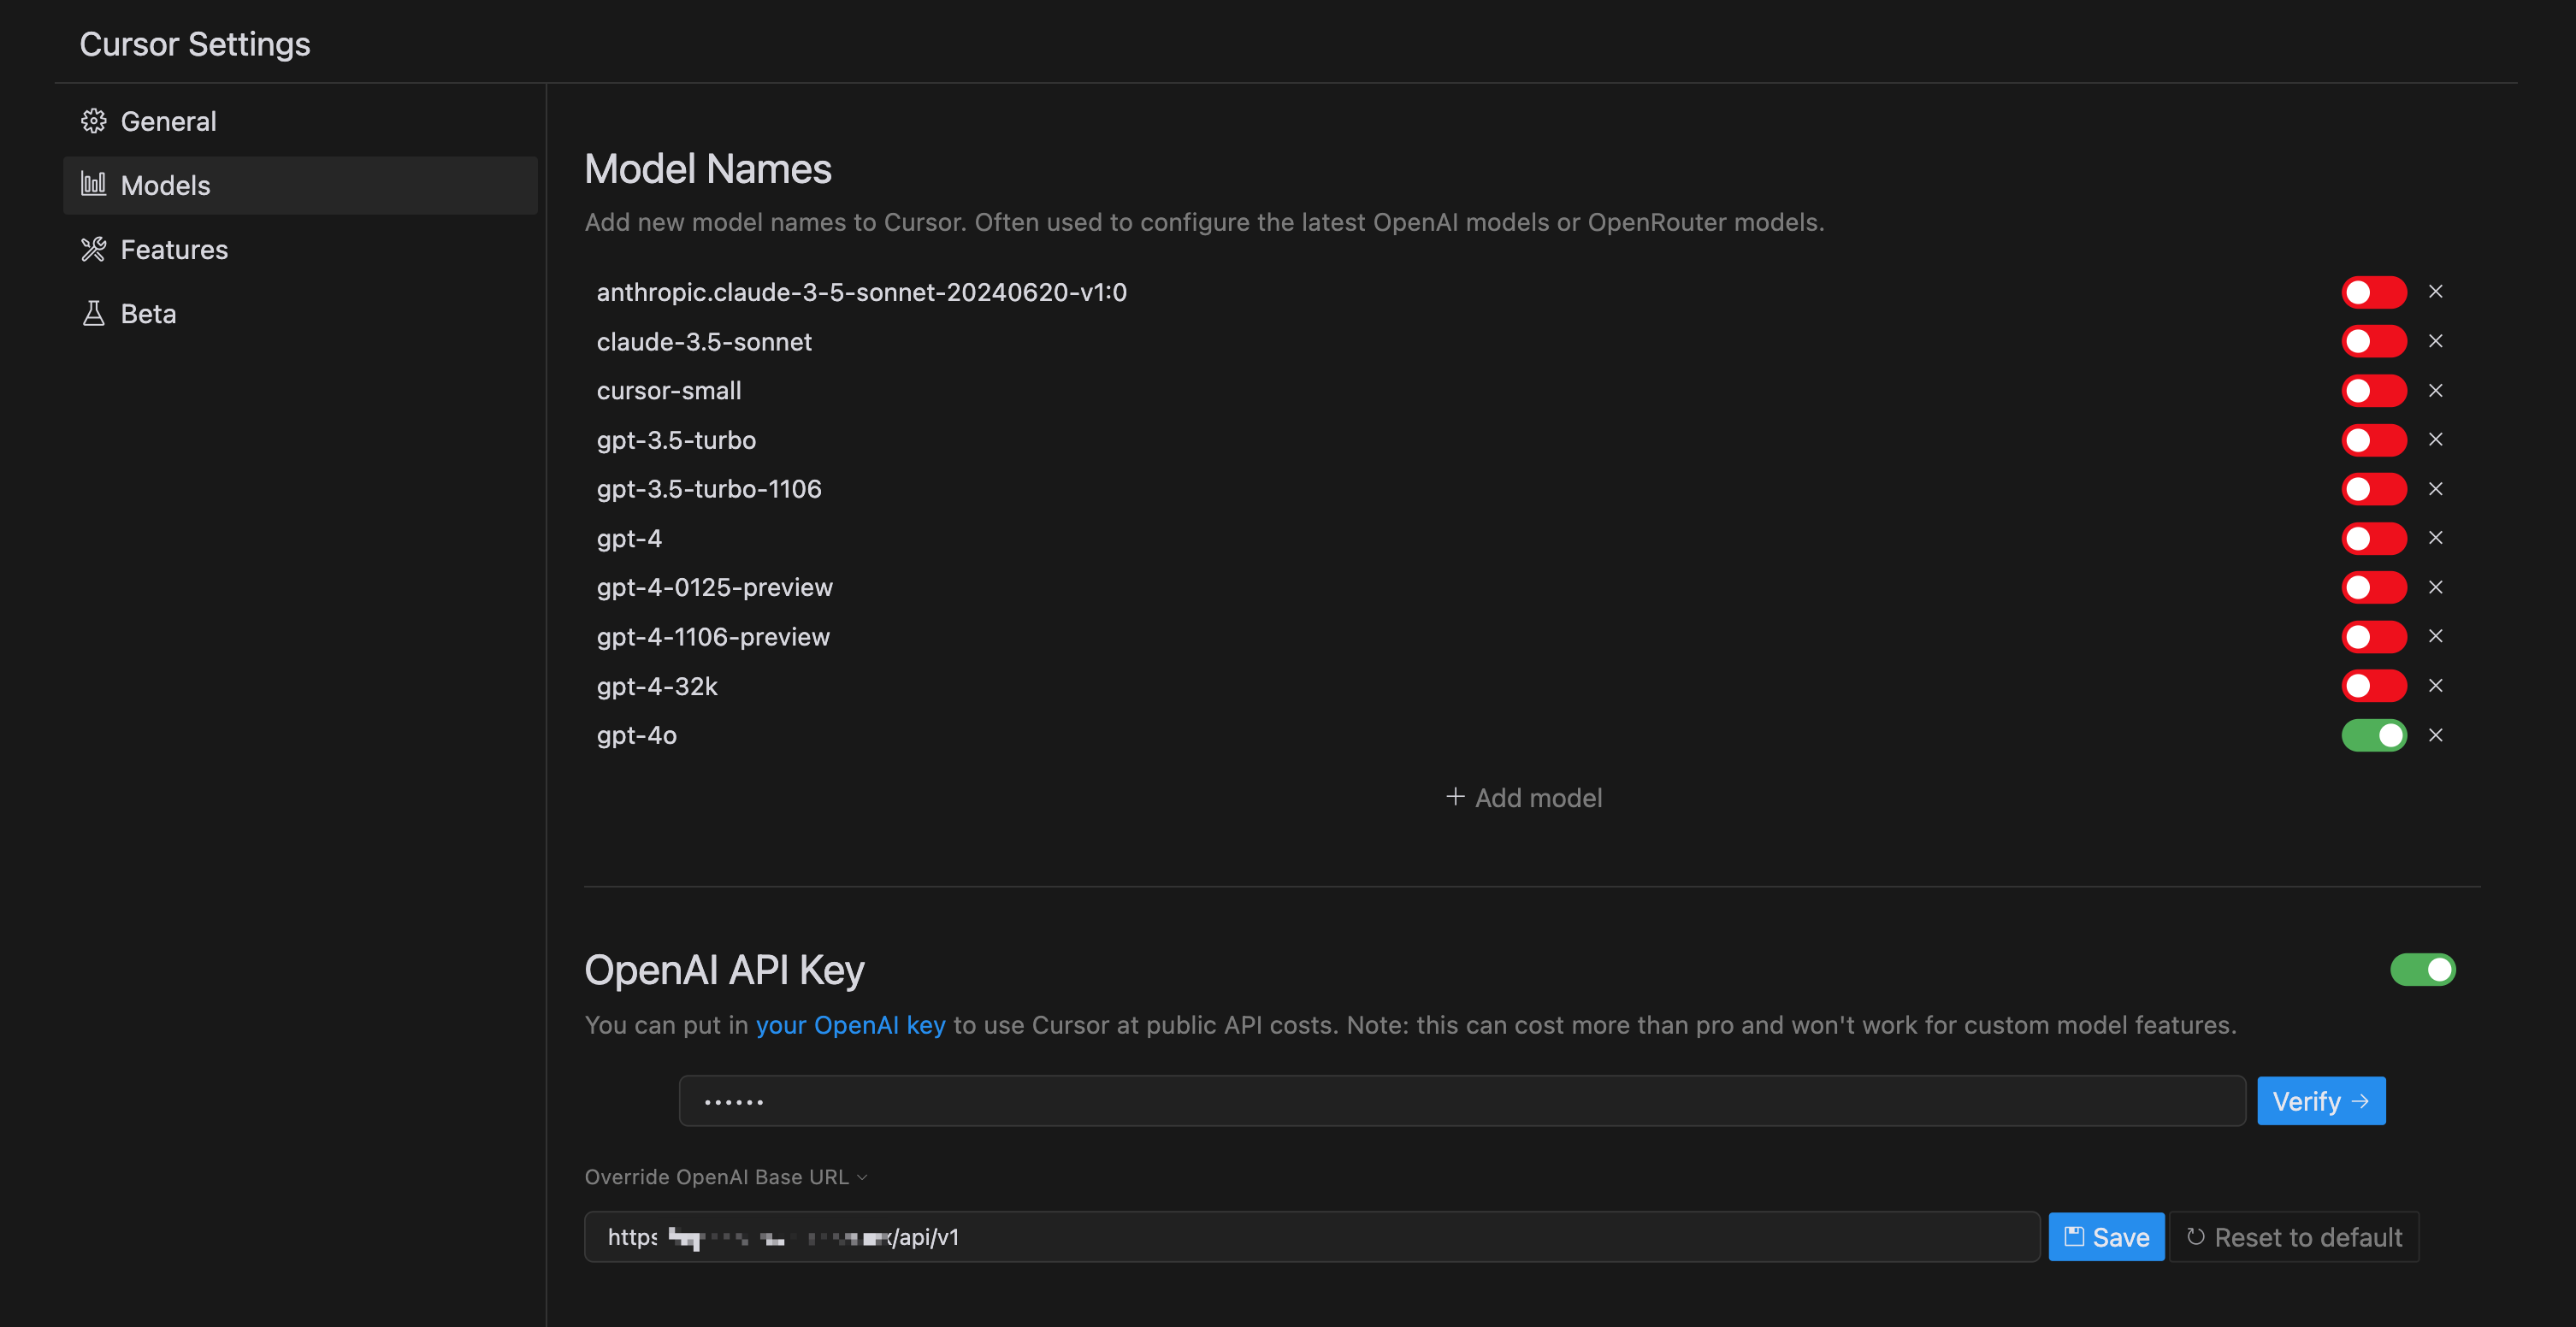 Cursor Settings
General
Models
Features
Beta
Model Names
Add new model names to Cursor. Often used to configure the latest OpenAI models or OpenRouter models.
anthropic.claude-3-5-sonnet-20240620-v1:0
claude-3.5-sonnet
cursor-small
gpt-3.5-turbo
gpt-3.5-turbo-1106
gpt-4
gpt-4-0125-preview
gpt-4-1106-preview
gpt-4-32k
gpt-4o
+ Add model
OpenAI API Key
You can put in your OpenAI key to use Cursor at public API costs. Note: this can cost more than pro and won't work for custom model features.
••••••
Verify →
Override OpenAI Base URL
https /api/v1
Save
Reset to default